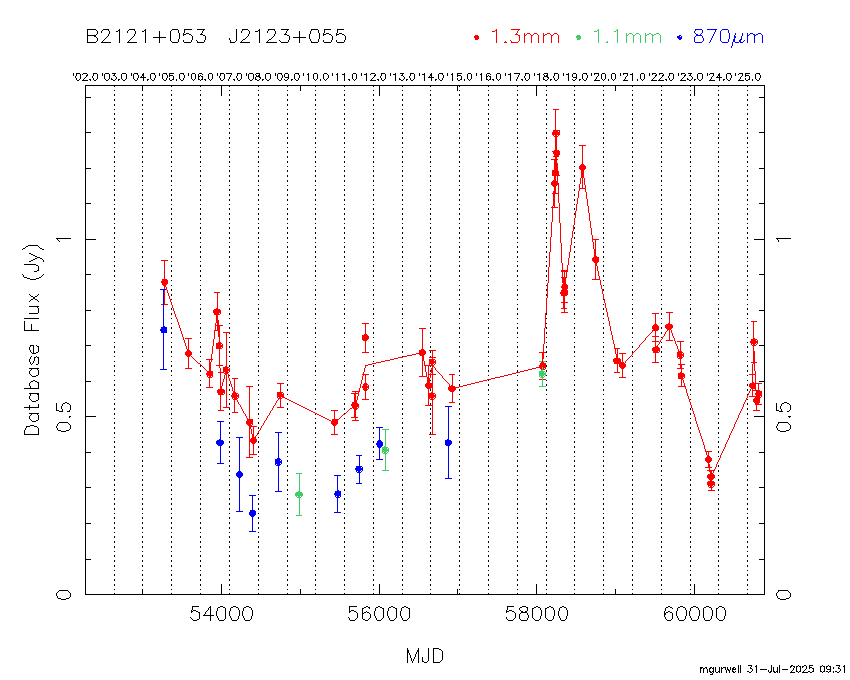 B2121+053 J2123+055 1.3mm 1.1mm 870μm
'02.0 '03.0 '04.0 '05.0 '06.0 '07.0 '08.0 '09.0 '10.0 '11.0 '12.0 '13.0 '14.0 '15.0 '16.0 '17.0 '18.0 '19.0 '20.0 '21.0 '22.0 '23.0 '24.0 '25.0
Database Flux (Jy)
1 1
0.5 0.5
0 0
54000 56000 58000 60000
MJD
mgurwell 31-Jul-2025 09:31